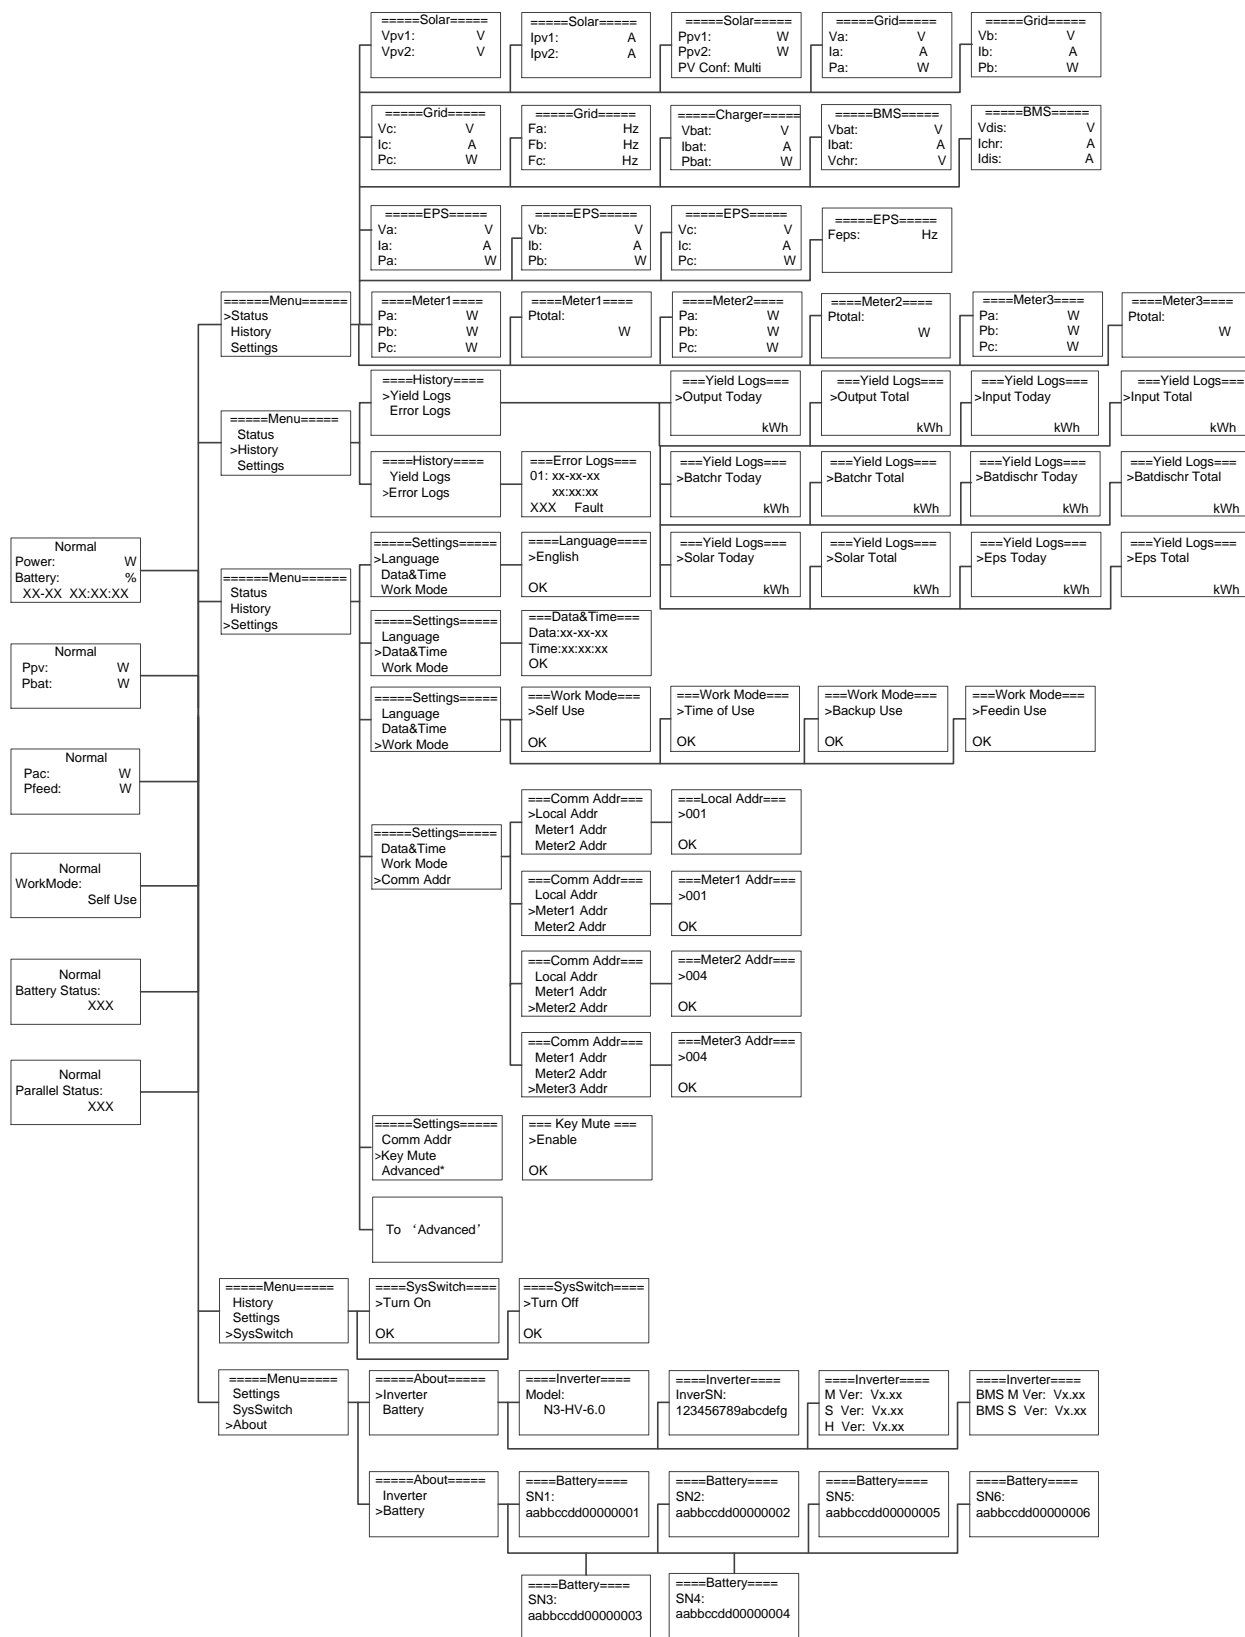 =====Solar=====
Vpv1: V
Vpv2: V
=====Solar=====
Ipv1: A
Ipv2: A
=====Solar=====
Ppv1: W
Ppv2: W
PV Conf: Multi
=====Grid=====
Va: V
Ia: A
Pa: W
=====Grid=====
Vb: V
Ib: A
Pb: W
=====Grid=====
Vc: V
Ic: A
Pc: W
=====Grid=====
Fa: Hz
Fb: Hz
Fc: Hz
=====Charger=====
Vbat: V
Ibat: A
Pbat: W
=====BMS=====
Vbat: V
Ibat: A
Vchr: V
=====BMS=====
Vdis: V
Ichr: A
Idis: A
=====EPS=====
Va: V
Ia: A
Pa: W
=====EPS=====
Vb: V
Ib: A
Pb: W
=====EPS=====
Vc: V
Ic: A
Pc: W
=====EPS=====
Feps: Hz
======Menu======
>Status
History
Settings
====Meter1====
Pa: W
Pb: W
Pc: W
====Meter1====
Ptotal:
W
====Meter2====
Pa: W
Pb: W
Pc: W
====Meter2====
Ptotal:
W
====Meter3====
Pa: W
Pb: W
Pc: W
====Meter3====
Ptotal:
W
=====Menu=====
Status
>History
Settings
====History====
>Yield Logs
Error Logs
===Yield Logs===
>Output Today
kWh
===Yield Logs===
>Output Total
kWh
===Yield Logs===
>Input Today
kWh
===Yield Logs===
>Input Total
kWh
====History====
Yield Logs
>Error Logs
===Error Logs===
01: xx-xx-xx
xx:xx:xx
XXX Fault
===Yield Logs===
>Batchr Today
kWh
===Yield Logs===
>Batchr Total
kWh
===Yield Logs===
>Batdischr Today
kWh
===Yield Logs===
>Batdischr Total
kWh
===Yield Logs===
>Solar Today
kWh
===Yield Logs===
>Solar Total
kWh
===Yield Logs===
>Eps Today
kWh
===Yield Logs===
>Eps Total
kWh
Normal
Power: W
Battery: %
XX-XX XX:XX:XX
Normal
Ppv: W
Pbat: W
Normal
Pac: W
Pfeed: W
Normal
WorkMode:
Self Use
Normal
Battery Status:
XXX
Normal
Parallel Status:
XXX
======Menu======
Status
History
>Settings
=====Settings=====
>Language
Data&Time
Work Mode
====Language====
>English
OK
=====Settings=====
Language
>Data&Time
Work Mode
===Data&Time===
Data:xx-xx-xx
Time:xx:xx:xx
OK
=====Settings=====
Language
Data&Time
>Work Mode
===Work Mode===
>Self Use
OK
===Work Mode===
>Time of Use
OK
===Work Mode===
>Backup Use
OK
===Work Mode===
>Feedin Use
OK
=====Settings=====
Data&Time
Work Mode
>Comm Addr
===Comm Addr===
>Local Addr
Meter1 Addr
Meter2 Addr
===Local Addr===
>001
OK
===Comm Addr===
Local Addr
>Meter1 Addr
Meter2 Addr
===Meter1 Addr===
>001
OK
===Comm Addr===
Local Addr
Meter1 Addr
>Meter2 Addr
===Meter2 Addr===
>004
OK
===Comm Addr===
Meter1 Addr
Meter2 Addr
>Meter3 Addr
===Meter3 Addr===
>004
OK
=====Settings=====
Comm Addr
>Key Mute
Advanced*
=== Key Mute ===
>Enable
OK
To ‘Advanced’
=====Menu=====
History
Settings
>SysSwitch
====SysSwitch====
>Turn On
OK
====SysSwitch====
>Turn Off
OK
=====Menu=====
Settings
SysSwitch
>About
=====About=====
>Inverter
Battery
====Inverter====
Model:
N3-HV-6.0
====Inverter====
InverSN:
123456789abcdefg
====Inverter====
M Ver: Vx.xx
S Ver: Vx.xx
H Ver: Vx.xx
====Inverter====
BMS M Ver: Vx.xx
BMS S Ver: Vx.xx
=====About=====
Inverter
>Battery
====Battery====
SN1:
aabbccdd00000001
====Battery====
SN2:
aabbccdd00000002
====Battery====
SN5:
aabbccdd00000005
====Battery====
SN6:
aabbccdd00000006
====Battery====
SN3:
aabbccdd00000003
====Battery====
SN4:
aabbccdd00000004